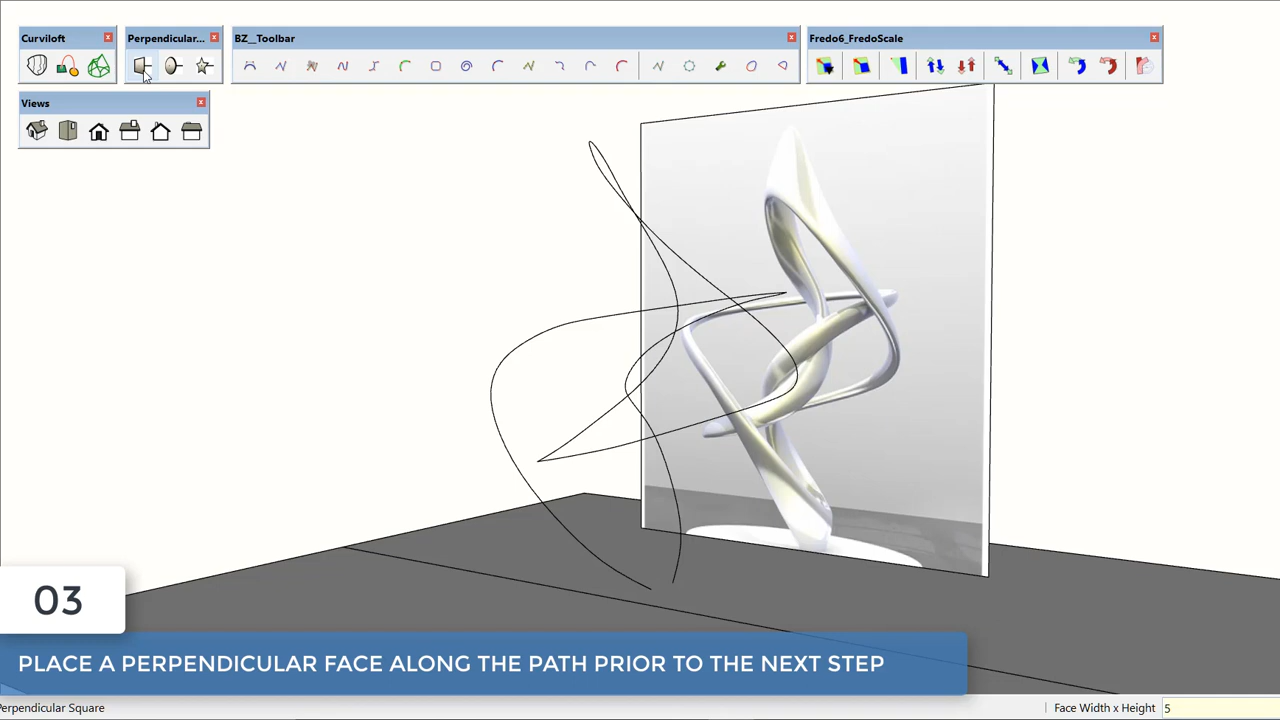 Curviloft
Perpendicular...
BZ__Toolbar
Fredo6_FredoScale
Views
03
PLACE A PERPENDICULAR FACE ALONG THE PATH PRIOR TO THE NEXT STEP
Perpendicular Square
Face Width x Height
5